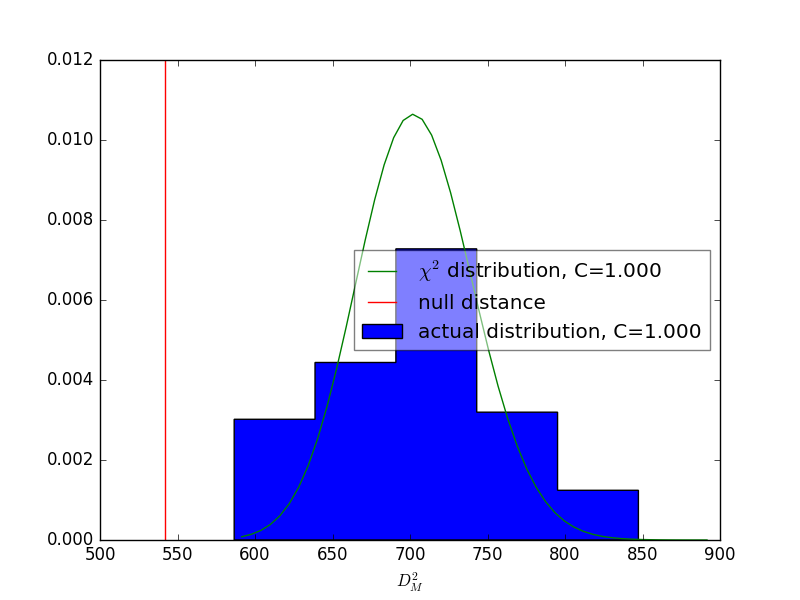 0.012
0.010
0.008
0.006
0.004
0.002
0.000
χ² distribution, C=1.000
null distance
actual distribution, C=1.000
500 550 600 650 700 750 800 850 900
D²_M